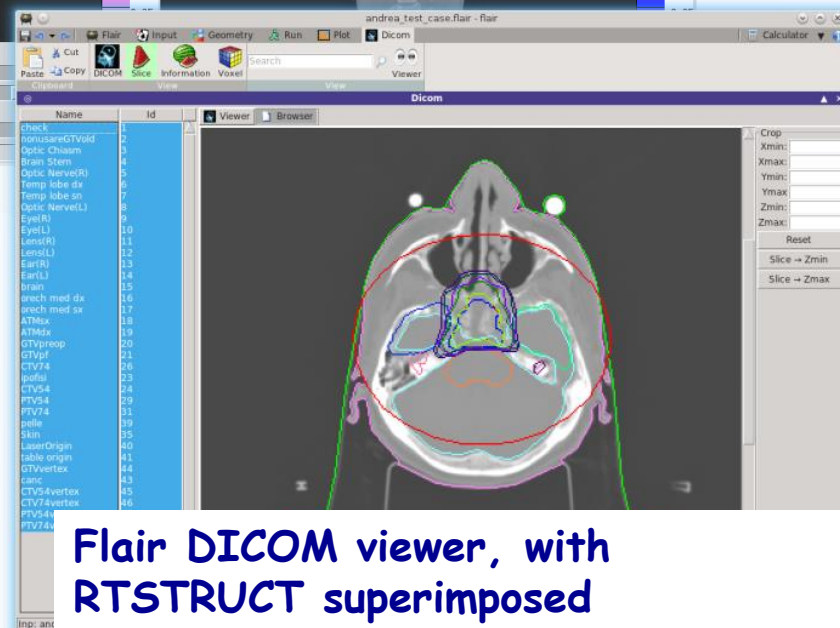 andrea_test_case.flair - flair
Flair Input Geometry Run Plot Dicom Calculator
Paste Cut Copy DICOM Slice Information Voxel Search Viewer
Clipboard View View
Dicom
Name Id
Viewer Browser
check 1
nonusareGTVold 2
Optic Chiasm 3
Brain Stem 4
Optic Nerve(R) 5
Temp lobe dx 6
Temp lobe sn 7
Optic Nerve(L) 8
Eye(R) 9
Eye(L) 10
Lens(R) 11
Lens(L) 12
Ear(R) 13
Ear(L) 14
brain 15
orech med dx 16
orech med sx 17
ATMsx 18
ATMdx 19
GTVpreop 20
GTVpf 21
CTV74 26
ipofisi 23
CTV54 24
PTV54 29
PTV74 31
pelle 39
Skin 35
LaserOrigin 40
table origin 41
GTVvertex 44
canc 43
CTV54vertex 45
CTV74vertex 46
PTV54v
PTV74v
Crop
Xmin:
Xmax:
Ymin:
Ymax
Zmin:
Zmax:
Reset
Slice → Zmin
Slice → Zmax
Flair DICOM viewer, with
RTSTRUCT superimposed
Inp: and